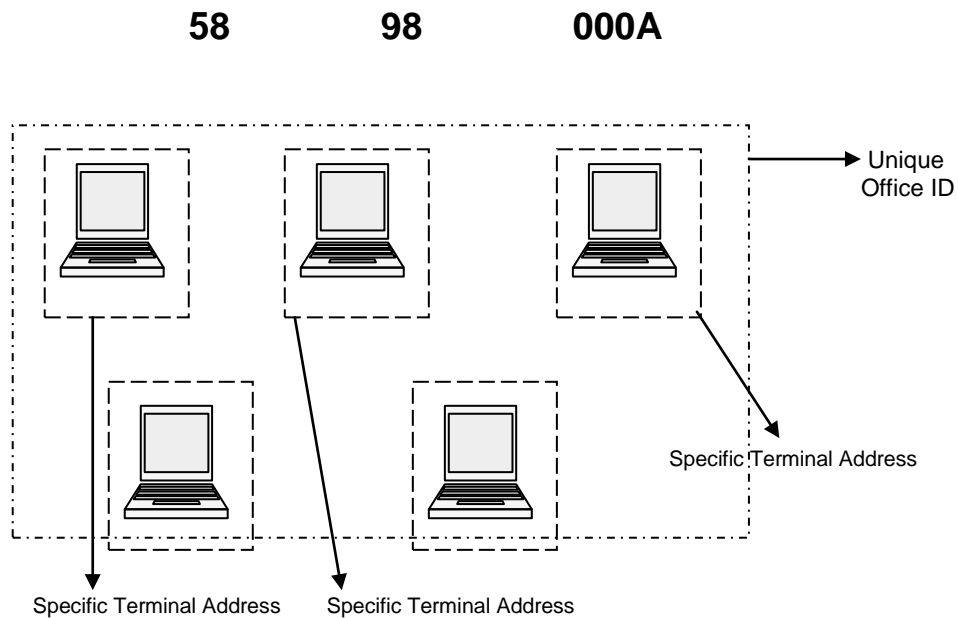 58 98 000A
Unique
Office ID
Specific Terminal Address
Specific Terminal Address Specific Terminal Address